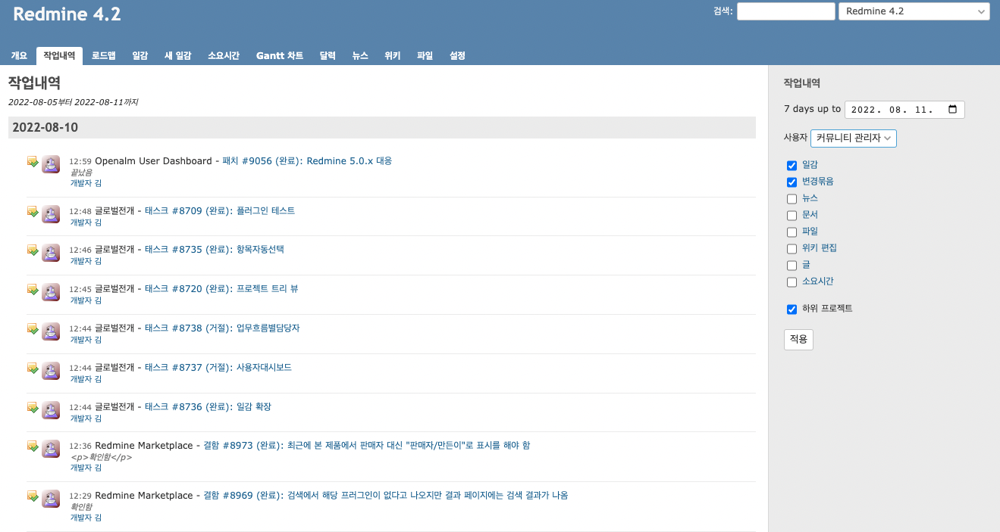 Redmine 4.2
검색:
Redmine 4.2
개요 작업내역 로드맵 일감 새 일감 소요시간 Gantt 차트 달력 뉴스 위키 파일 설정
작업내역
2022-08-05부터 2022-08-11까지
2022-08-10
12:59 Openalm User Dashboard - 패치 #9056 (완료): Redmine 5.0.x 대응
끝났음
개발자 김
12:48 글로벌전개 - 태스크 #8709 (완료): 플러그인 테스트
개발자 김
12:46 글로벌전개 - 태스크 #8735 (완료): 항목자동선택
개발자 김
12:45 글로벌전개 - 태스크 #8720 (완료): 프로젝트 트리 뷰
개발자 김
12:44 글로벌전개 - 태스크 #8738 (거절): 업무흐름별담당자
개발자 김
12:44 글로벌전개 - 태스크 #8737 (거절): 사용자대시보드
개발자 김
12:44 글로벌전개 - 태스크 #8736 (완료): 일감 확장
개발자 김
12:36 Redmine Marketplace - 결함 #8973 (완료): 최근에 본 제품에서 판매자 대신 "판매자/만든이"로 표시를 해야 함
<p>확인함</p>
개발자 김
12:29 Redmine Marketplace - 결함 #8969 (완료): 검색에서 해당 프러그인이 없다고 나오지만 결과 페이지에는 검색 결과가 나옴
확인함
개발자 김
작업내역
7 days up to 2022. 08. 11.
사용자 커뮤니티 관리자
일감
변경묶음
뉴스
문서
파일
위키 편집
글
소요시간
하위 프로젝트
적용